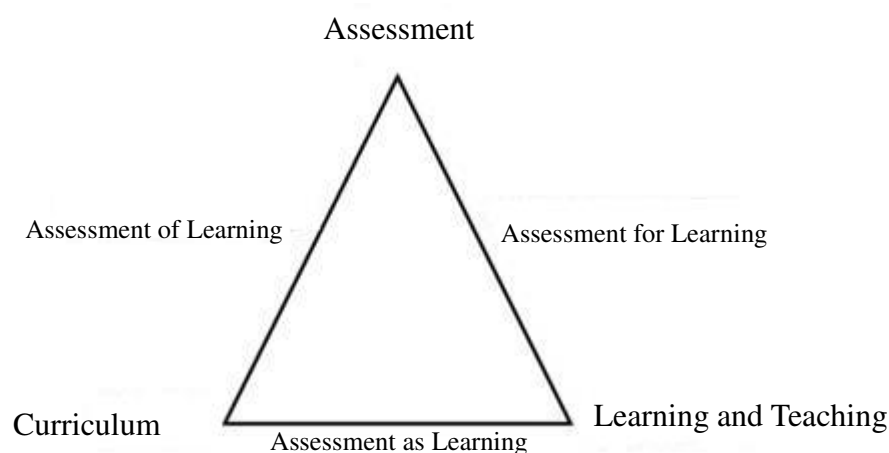 Assessment
Assessment of Learning
Assessment for Learning
Curriculum
Learning and Teaching
Assessment as Learning